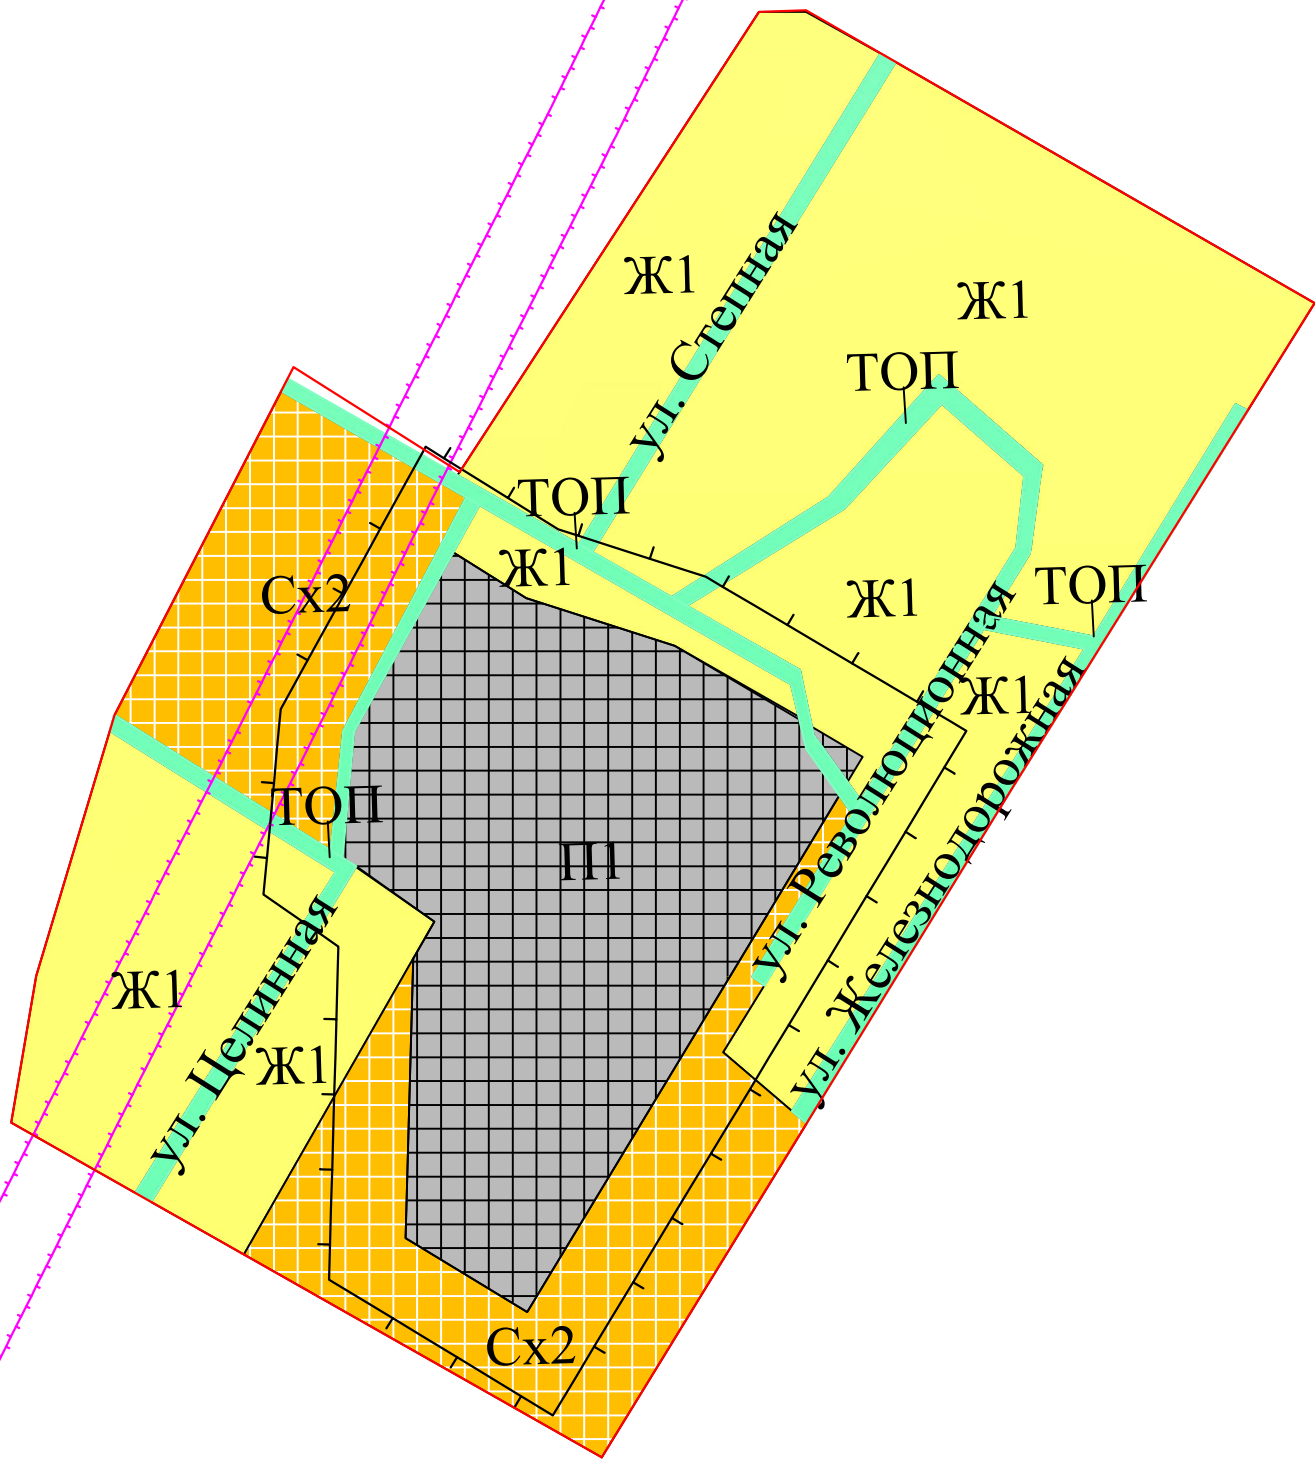 Ж1
ул. Степная
Ж1
ТОП
ТОП
Ж1
Сх2
Ж1
ТОП
Ж1
ТОП
П1
ул. Революционная
ул. Железнодорожная
Ж1
ул. Целинная
Ж1
Сх2